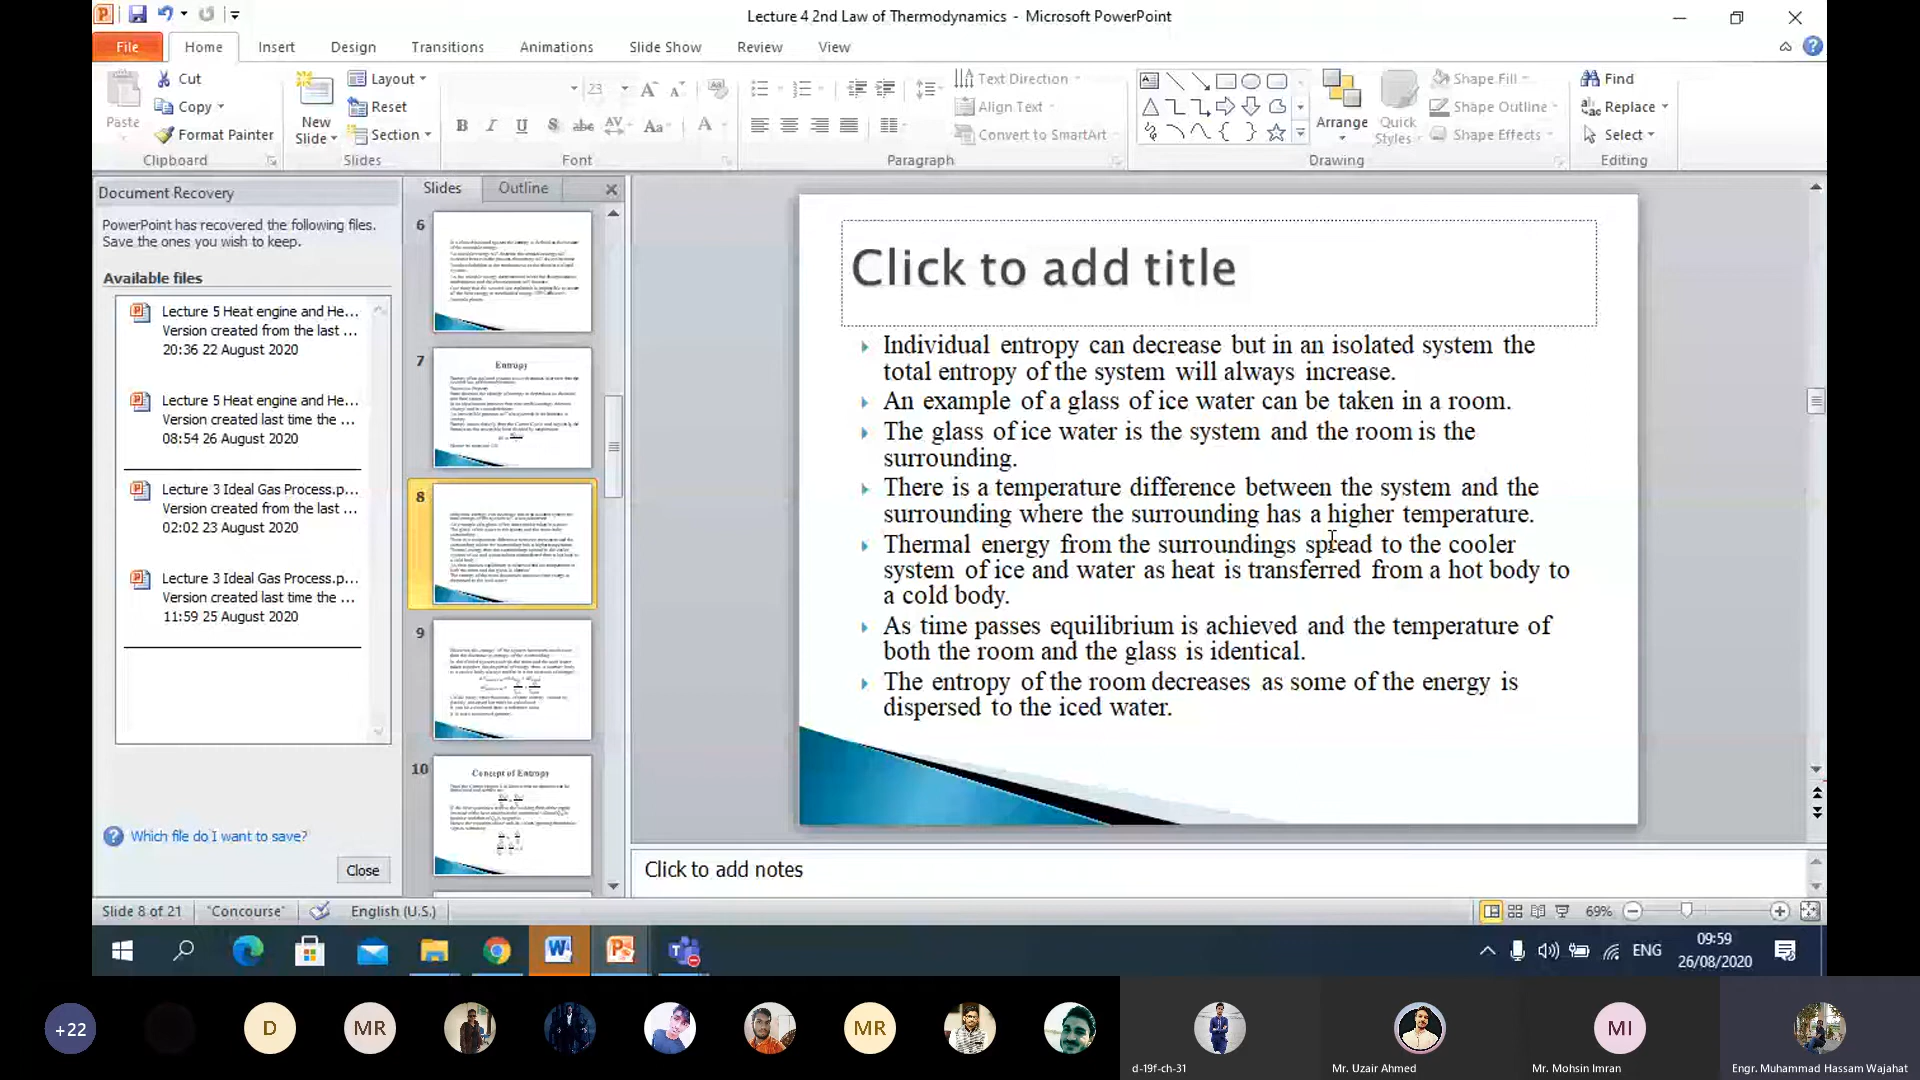 Lecture 4 2nd Law of Thermodynamics - Microsoft PowerPoint
File Home Insert Design Transitions Animations Slide Show Review View
Paste
Cut
Copy
Format Painter
Clipboard
New
Slide
Layout
Reset
Section
Slides
23
Font
Text Direction
Align Text
Convert to SmartArt
Paragraph
Arrange
Quick
Styles
Shape Fill
Shape Outline
Shape Effects
Drawing
Find
Replace
Select
Editing
Document Recovery
PowerPoint has recovered the following files.
Save the ones you wish to keep.
Available files
Lecture 5 Heat engine and He...
Version created from the last ...
20:36 22 August 2020
Lecture 5 Heat engine and He...
Version created last time the ...
08:54 26 August 2020
Lecture 3 Ideal Gas Process.p...
Version created from the last ...
02:02 23 August 2020
Lecture 3 Ideal Gas Process.p...
Version created last time the ...
11:59 25 August 2020
Which file do I want to save?
Close
Slides Outline
6
7
Entropy
8
9
10
Concept of Entropy
Click to add title
Individual entropy can decrease but in an isolated system the
total entropy of the system will always increase.
An example of a glass of ice water can be taken in a room.
The glass of ice water is the system and the room is the
surrounding.
There is a temperature difference between the system and the
surrounding where the surrounding has a higher temperature.
Thermal energy from the surroundings spread to the cooler
system of ice and water as heat is transferred from a hot body to
a cold body.
As time passes equilibrium is achieved and the temperature of
both the room and the glass is identical.
The entropy of the room decreases as some of the energy is
dispersed to the iced water.
Click to add notes
Slide 8 of 21 "Concourse" English (U.S.) 69%
ENG
09:59
26/08/2020
+22
D
MR
MR
MI
d-19f-ch-31
Mr. Uzair Ahmed
Mr. Mohsin Imran
Engr. Muhammad Hassam Wajahat